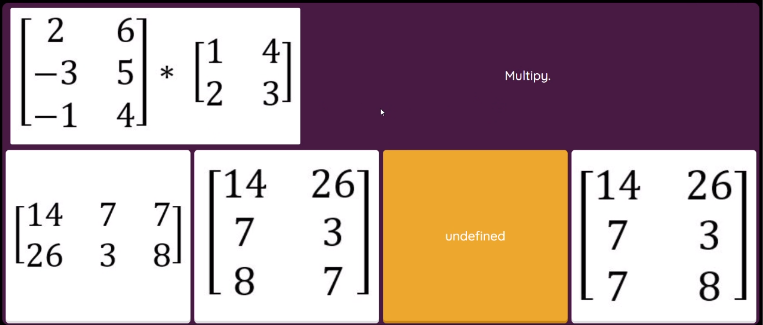 [2 6
-3 5
-1 4] * [1 4
2 3]
Multipy.
[14 7 7
26 3 8]
[14 26
7 3
8 7]
undefined
[14 26
7 3
7 8]